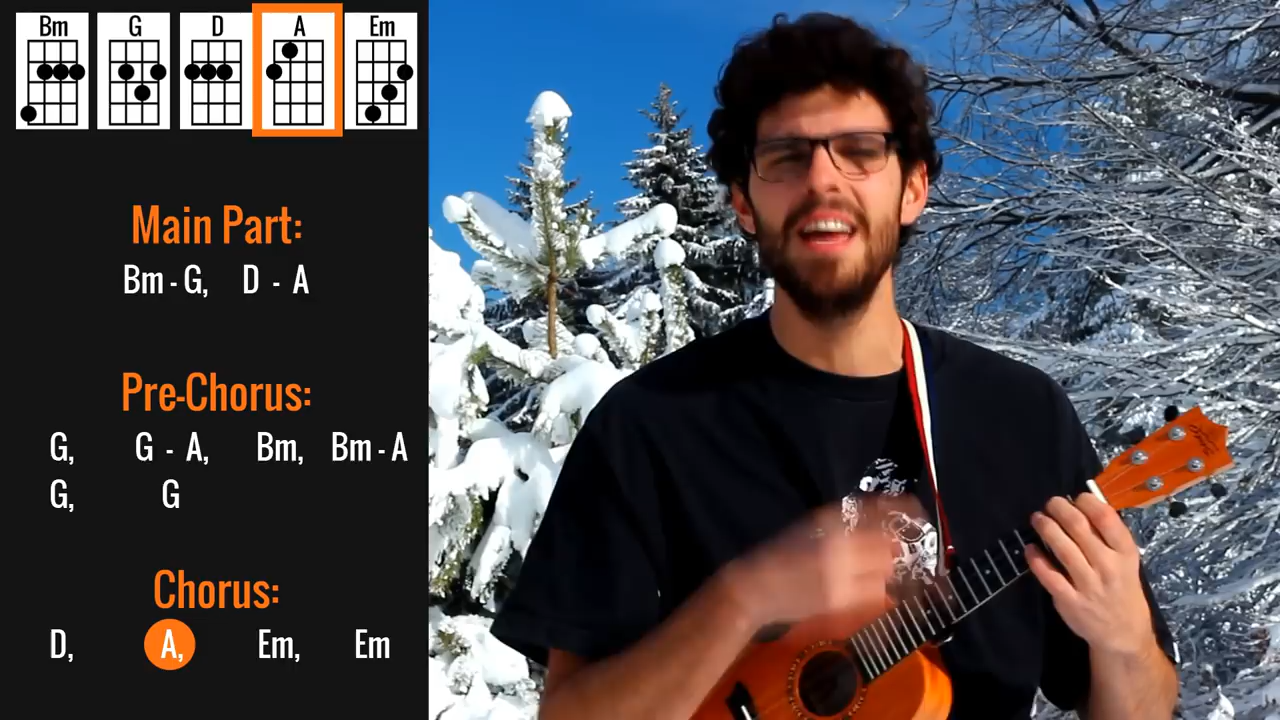 Bm G D A Em
Main Part:
Bm - G, D - A
Pre-Chorus:
G, G - A, Bm, Bm - A
G, G
Chorus:
D, A, Em, Em